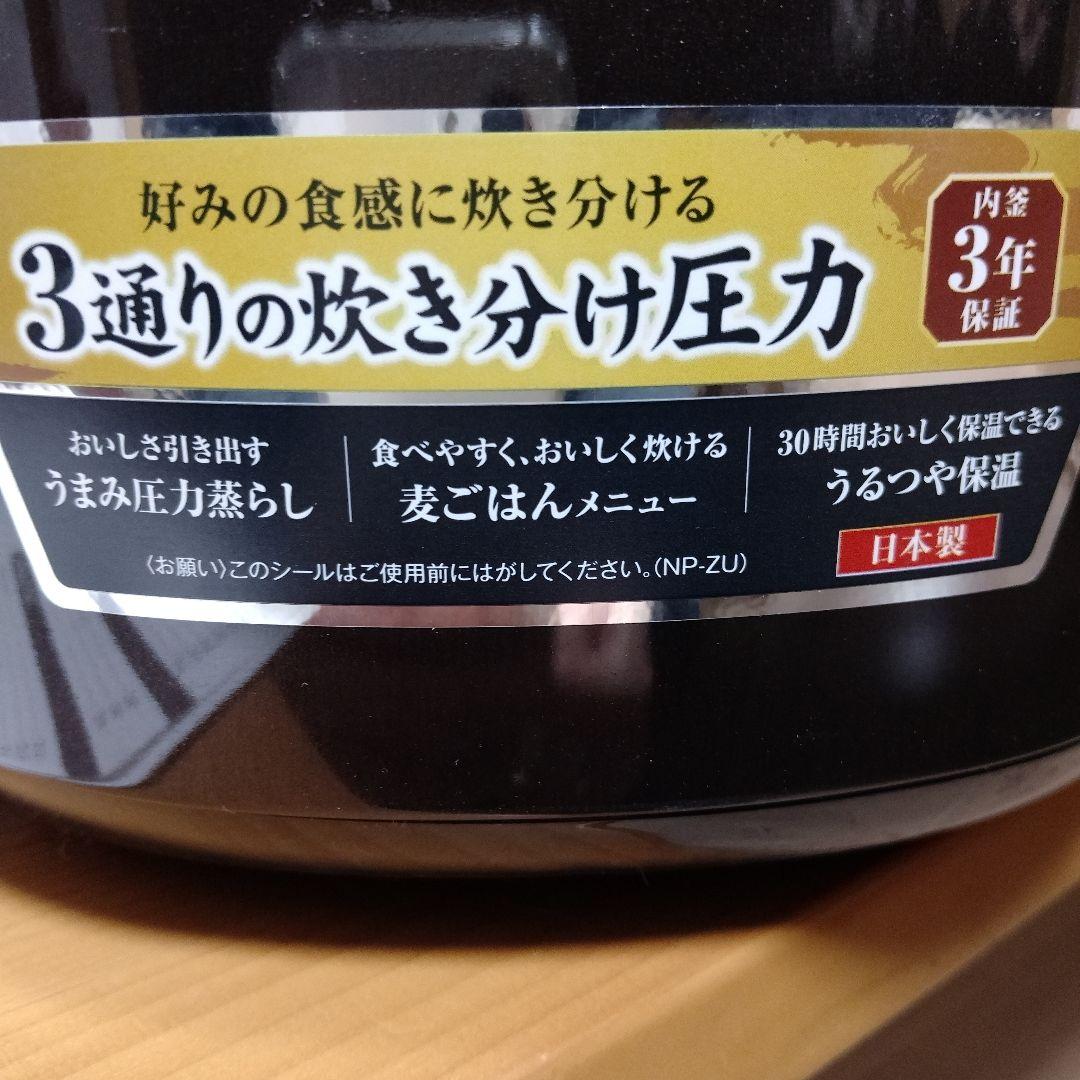 好みの食感に炊き分ける
3通りの炊き分け圧力
内釜
3年
保証
おいしさ引き出す
うまみ圧力蒸らし
食べやすく、おいしく炊ける
麦ごはんメニュー
30時間おいしく保温できる
うるつや保温
日本製
〈お願い〉このシールはご使用前にはがしてください。(NP-ZU)